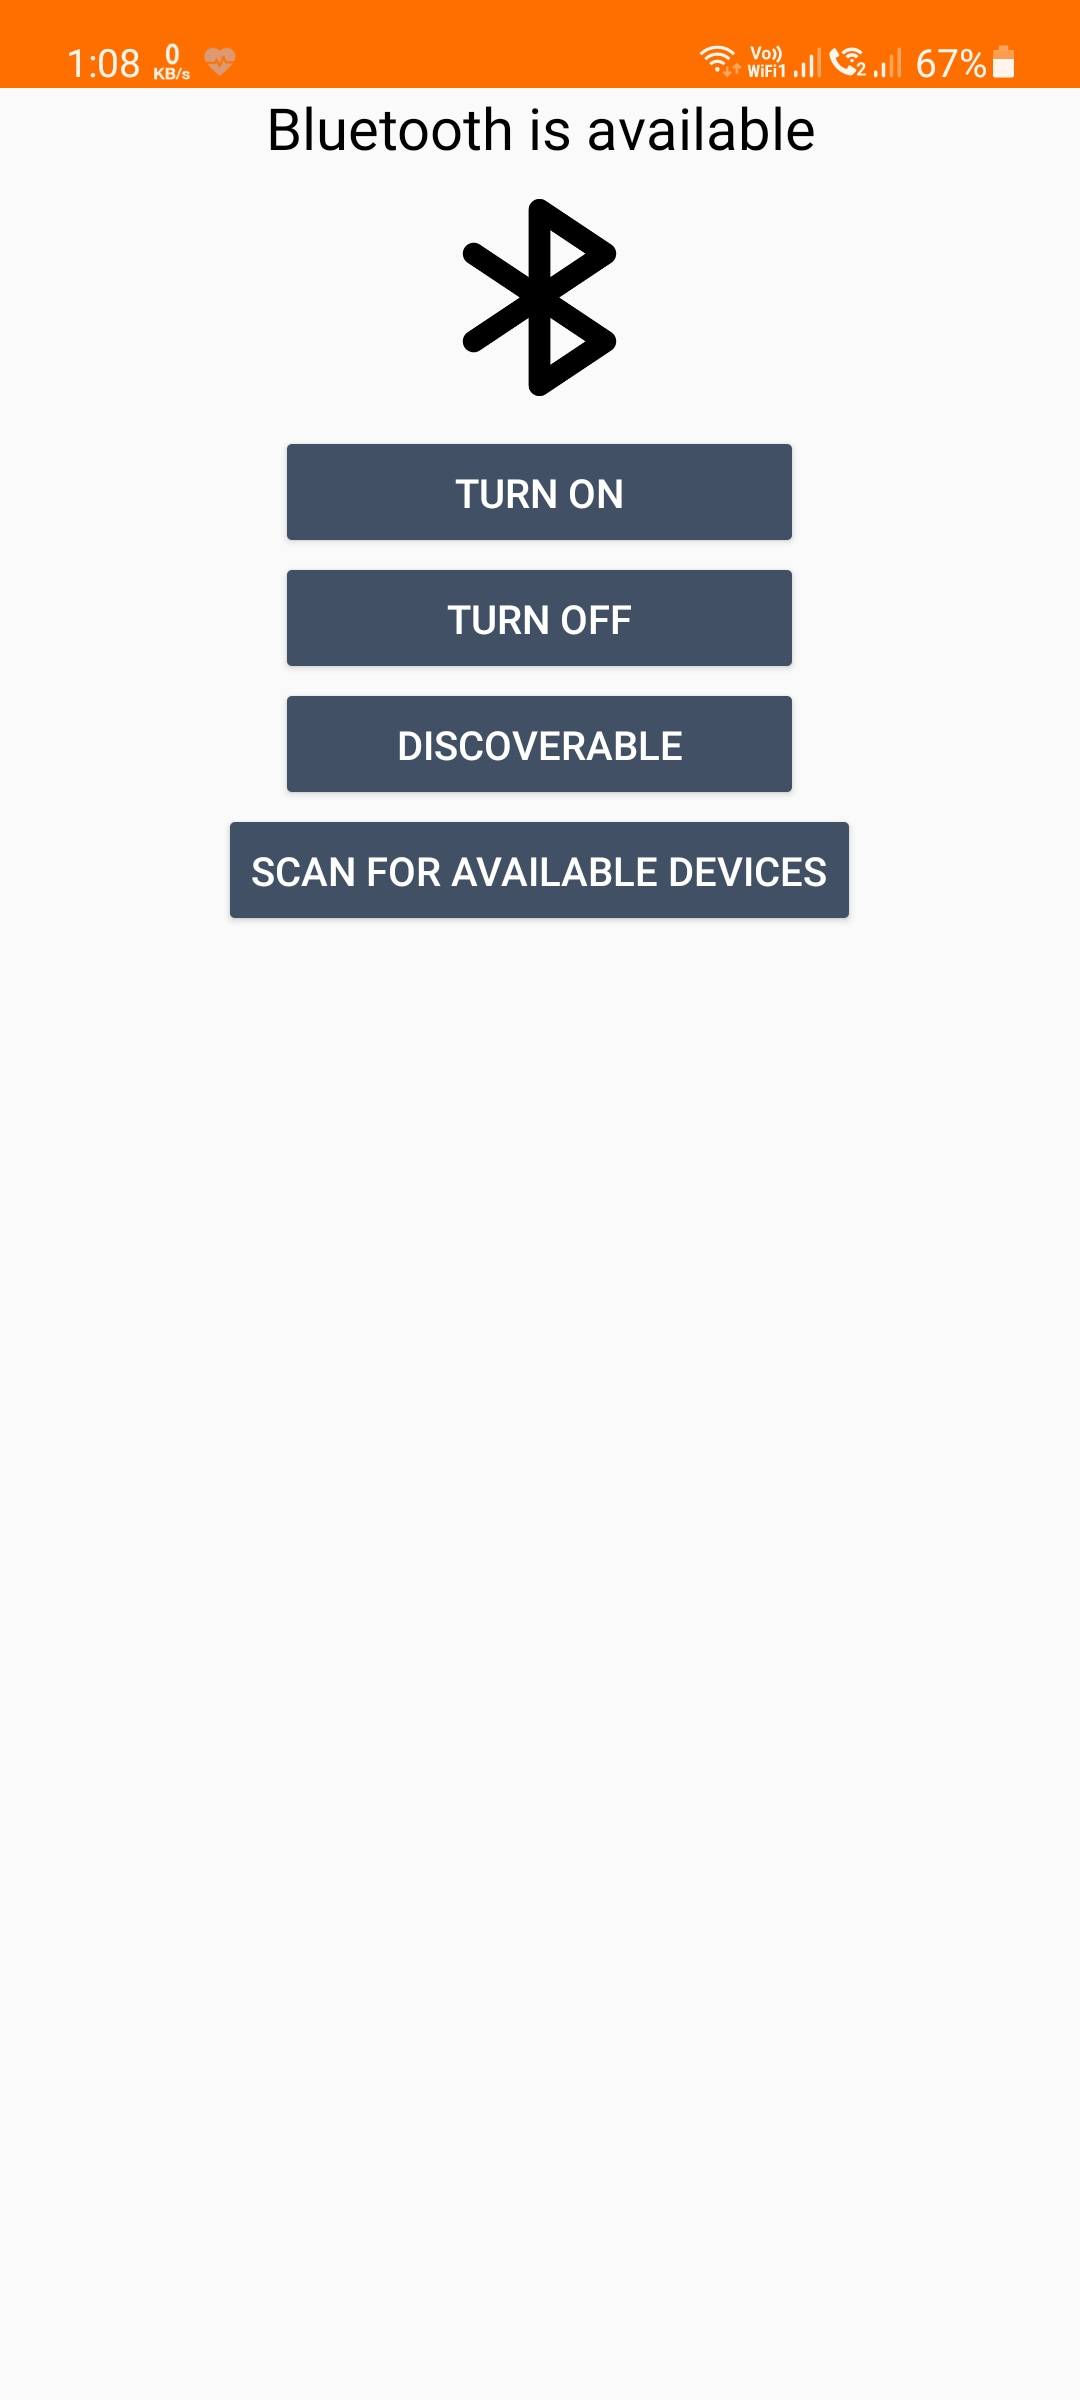 1:08 0 KB/s Vo)) WiFi1 2 67%
Bluetooth is available
TURN ON
TURN OFF
DISCOVERABLE
SCAN FOR AVAILABLE DEVICES